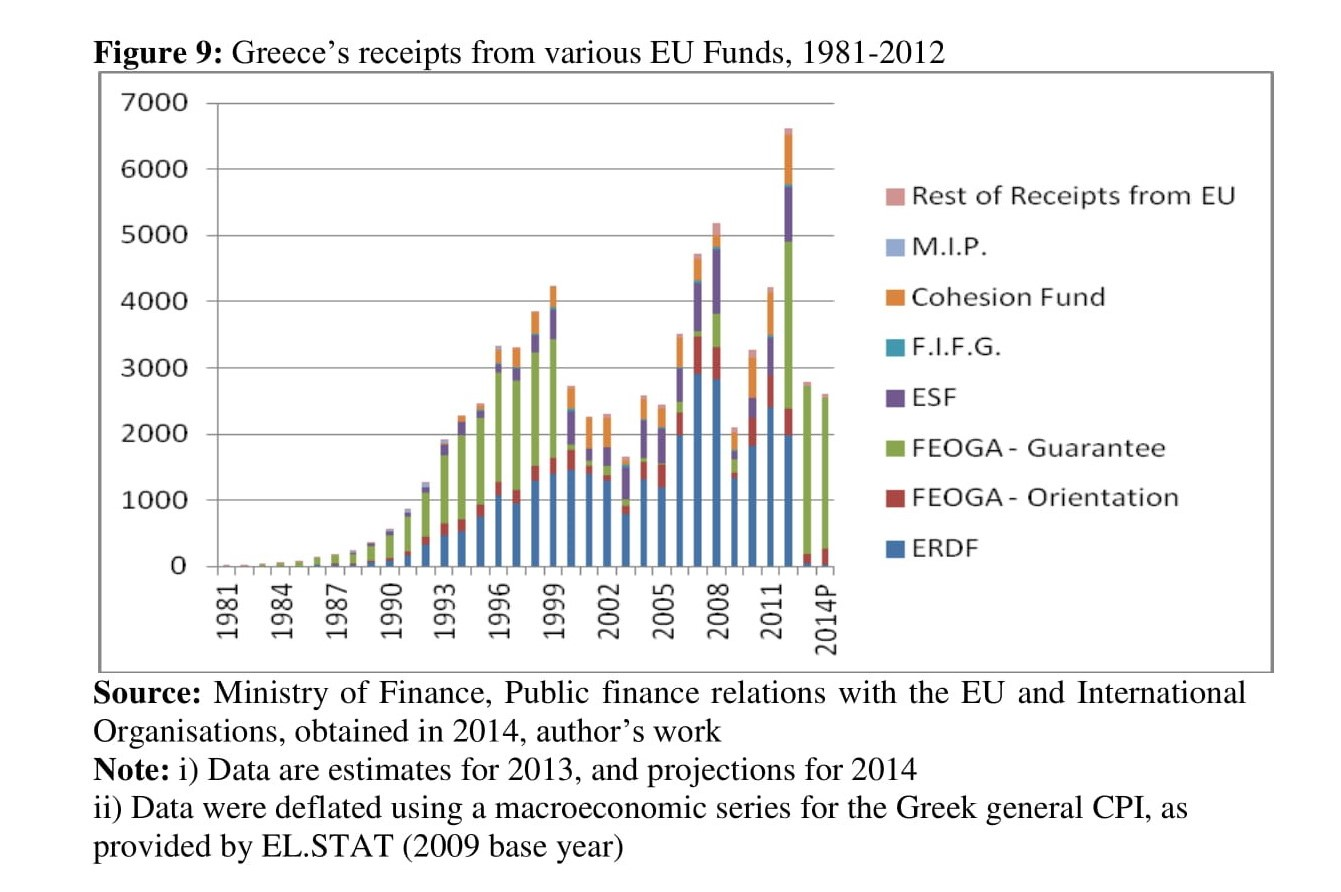 Figure 9: Greece’s receipts from various EU Funds, 1981-2012
7000
6000
5000
4000
3000
2000
1000
0
1981
1984
1987
1990
1993
1996
1999
2002
2005
2008
2011
2014P
Rest of Receipts from EU
M.I.P.
Cohesion Fund
F.I.F.G.
ESF
FEOGA - Guarantee
FEOGA - Orientation
ERDF
Source: Ministry of Finance, Public finance relations with the EU and International
Organisations, obtained in 2014, author’s work
Note: i) Data are estimates for 2013, and projections for 2014
ii) Data were deflated using a macroeconomic series for the Greek general CPI, as
provided by EL.STAT (2009 base year)